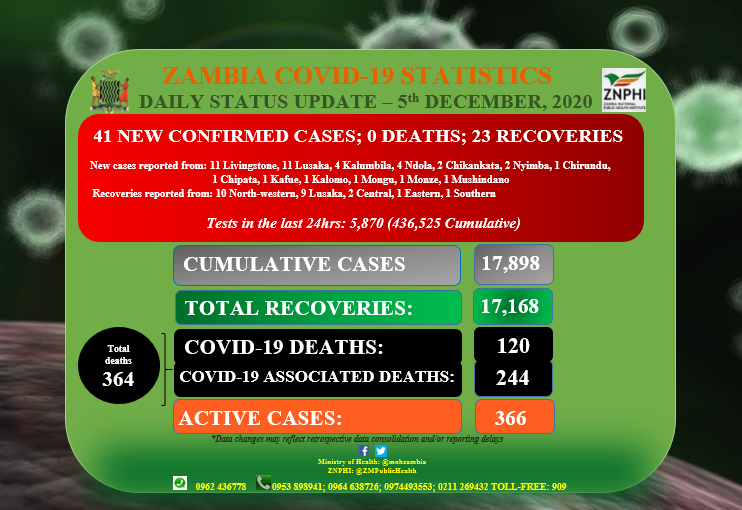 ZAMBIA COVID-19 STATISTICS
DAILY STATUS UPDATE – 5th DECEMBER, 2020
ZNPHI
ZAMBIA NATIONAL
PUBLIC HEALTH INSTITUTE
41 NEW CONFIRMED CASES; 0 DEATHS; 23 RECOVERIES
New cases reported from: 11 Livingstone, 11 Lusaka, 4 Kalumbila, 4 Ndola, 2 Chikankata, 2 Nyimba, 1 Chirundu,
1 Chipata, 1 Kafue, 1 Kalomo, 1 Mongu, 1 Monze, 1 Mushindano
Recoveries reported from: 10 North-western, 9 Lusaka, 2 Central, 1 Eastern, 1 Southern
Tests in the last 24hrs: 5,870 (436,525 Cumulative)
CUMULATIVE CASES 17,898
TOTAL RECOVERIES: 17,168
Total
deaths
364
COVID-19 DEATHS: 120
COVID-19 ASSOCIATED DEATHS: 244
ACTIVE CASES: 366
*Data changes may reflect retrospective data consolidation and/or reporting delays
Ministry of Health: @mohzambia
ZNPHI: @ZMPublicHealth
0962 436778 0953 898941; 0964 638726; 0974493553; 0211 269432 TOLL-FREE: 909